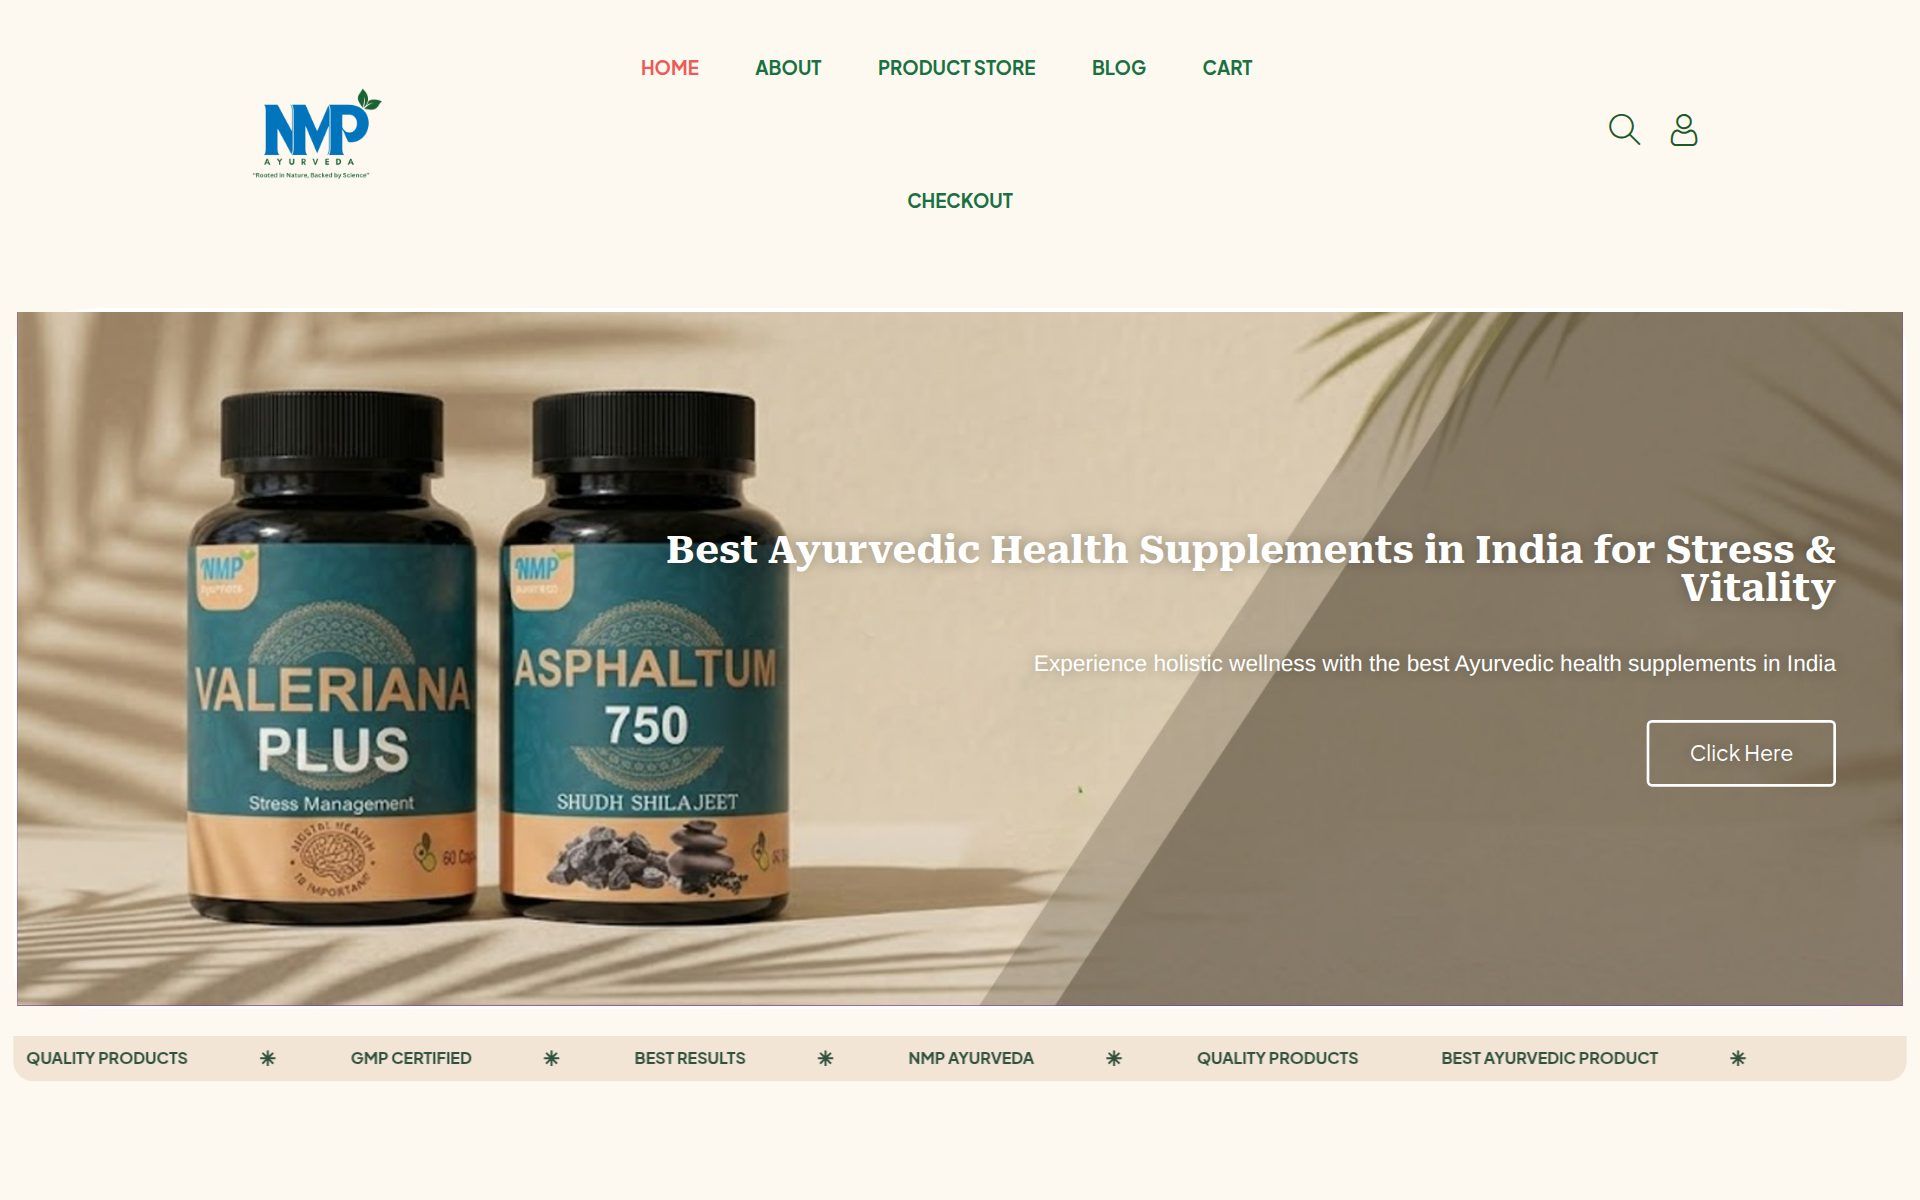 HOME ABOUT PRODUCT STORE BLOG CART
NMP
AYURVEDA
"Rooted in Nature, Backed by Science"
CHECKOUT
Best Ayurvedic Health Supplements in India for Stress &
Vitality
Experience holistic wellness with the best Ayurvedic health supplements in India
Click Here
NMP
VALERIANA
PLUS
Stress Management
60
NMP
ASPHALTUM
750
SHUDH SHILAJEET
QUALITY PRODUCTS GMP CERTIFIED BEST RESULTS NMP AYURVEDA QUALITY PRODUCTS BEST AYURVEDIC PRODUCT